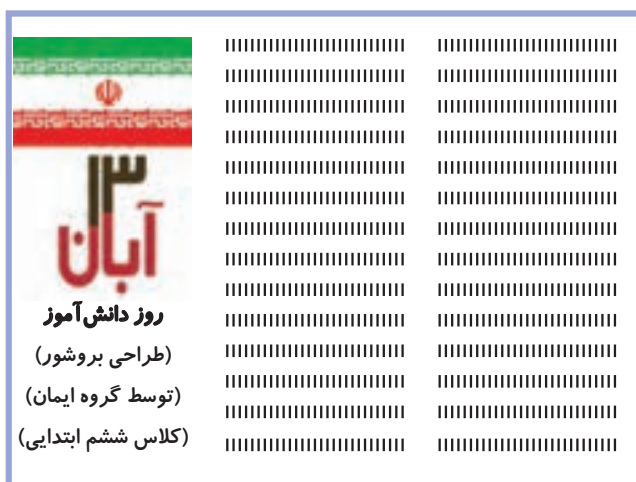 ۱۳
آبان
روز دانش‌آموز
(طراحی بروشور)
(توسط گروه ایمان)
(کلاس ششم ابتدایی)